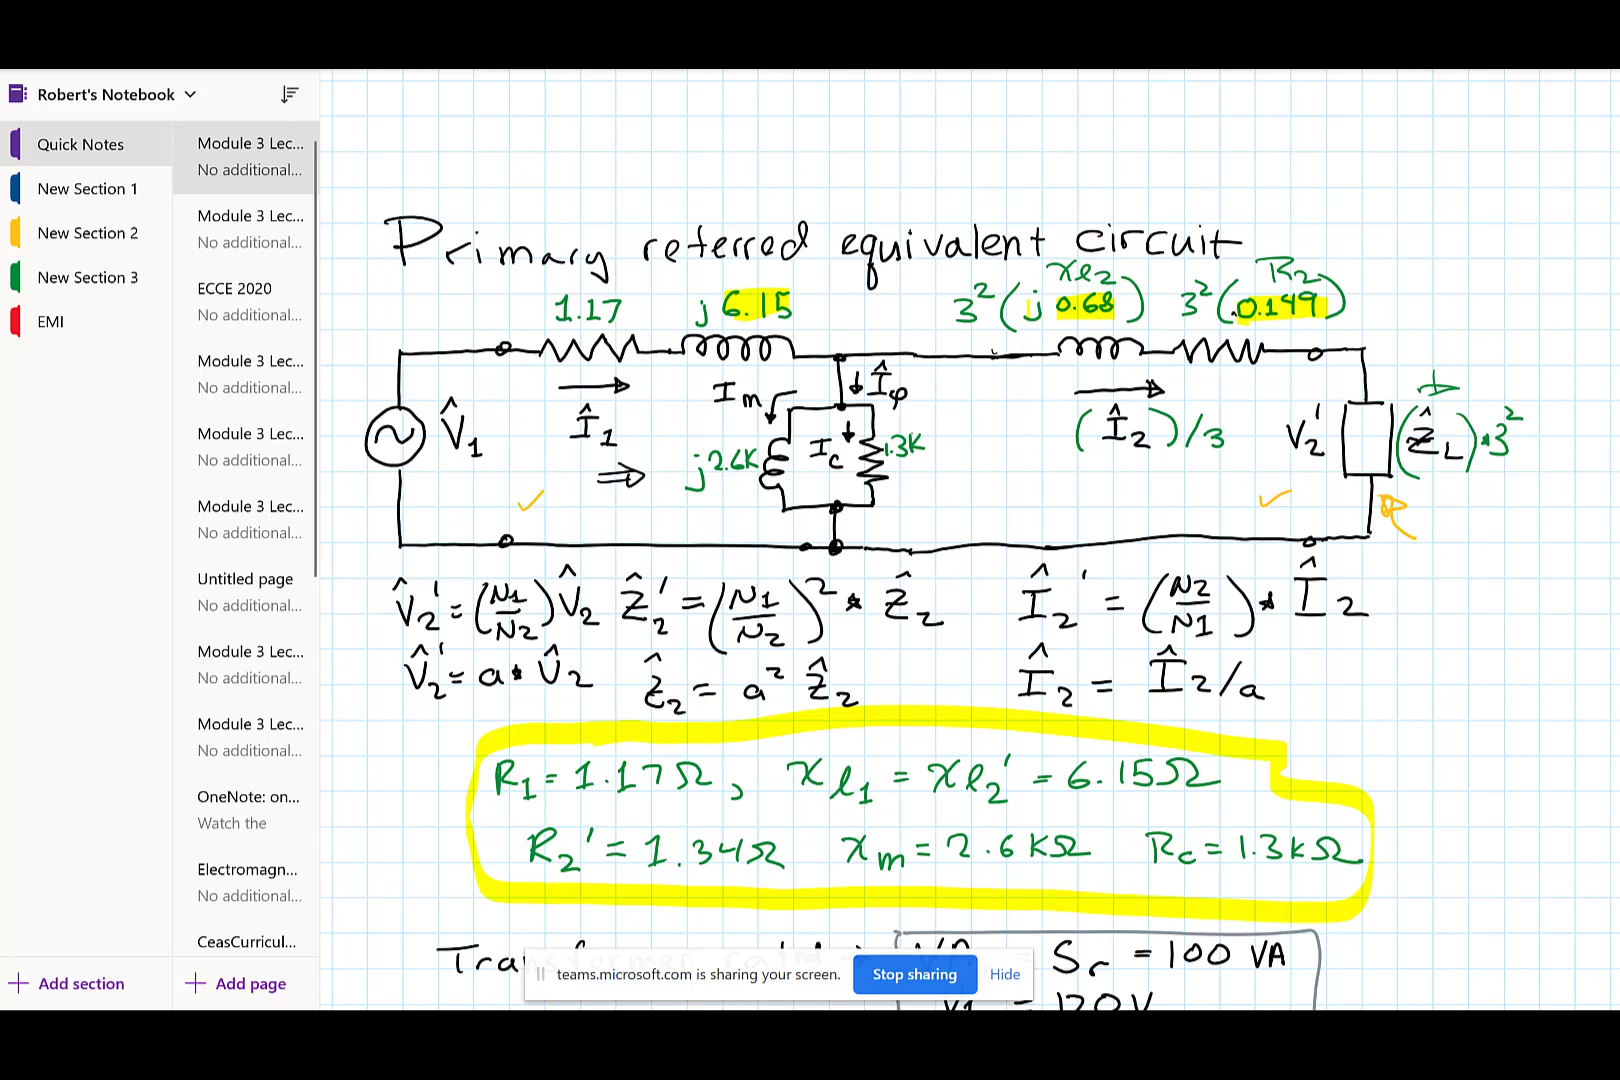 Robert's Notebook
Quick Notes
New Section 1
New Section 2
New Section 3
EMI
Add section
Module 3 Lec...
No additional...
Module 3 Lec...
No additional...
ECCE 2020
No additional...
Module 3 Lec...
No additional...
Module 3 Lec...
No additional...
Module 3 Lec...
No additional...
Untitled page
No additional...
Module 3 Lec...
No additional...
Module 3 Lec...
No additional...
OneNote: on...
Watch the
Electromagn...
No additional...
CeasCurricul...
Add page
Primary referred equivalent circuit
xl2 R2
1.17 j 6.15 3²(j 0.68) 3²(0.149)
Im Îφ
V̂1 Î1 j2.6K Ic 1.3K (Î2)/3 V2' (ẐL)*3²
V̂2' = (N1/N2) V̂2 Ẑ2' = (N1/N2)² * Ẑ2 Î2' = (N2/N1) * Î2
V̂2' = a * V̂2 Ẑ2 = a² Ẑ2 Î2 = Î2/a
R1 = 1.17Ω, xl1 = xl2' = 6.15Ω
R2' = 1.34Ω xm = 2.6KΩ Rc = 1.3KΩ
VA = Sr = 100 VA
V1 = 120V
teams.microsoft.com is sharing your screen.
Stop sharing
Hide